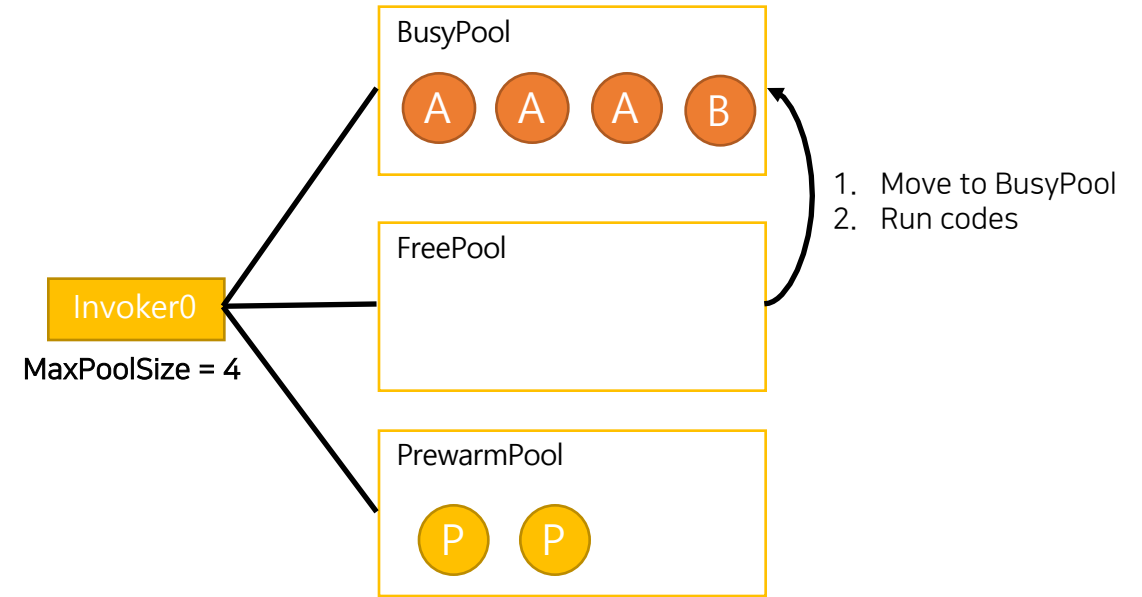 BusyPool
A A A B
1. Move to BusyPool
2. Run codes
FreePool
Invoker0
MaxPoolSize = 4
PrewarmPool
P P